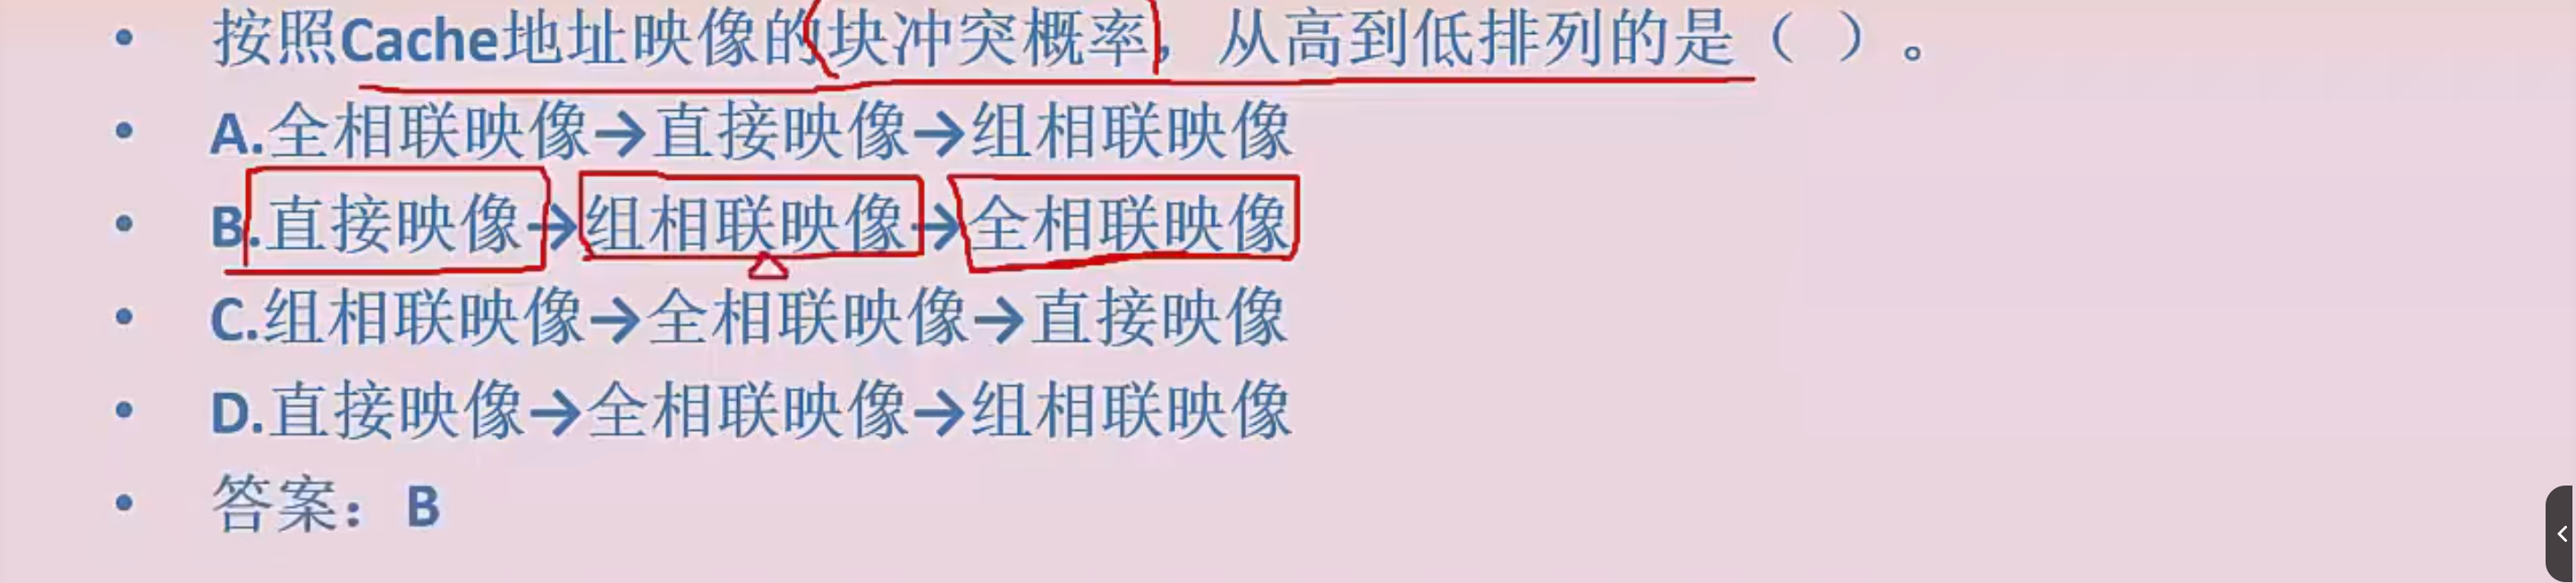 • 按照Cache地址映像的块冲突概率，从高到低排列的是（ ）。
• A.全相联映像→直接映像→组相联映像
• B.直接映像→组相联映像→全相联映像
• C.组相联映像→全相联映像→直接映像
• D.直接映像→全相联映像→组相联映像
• 答案： B